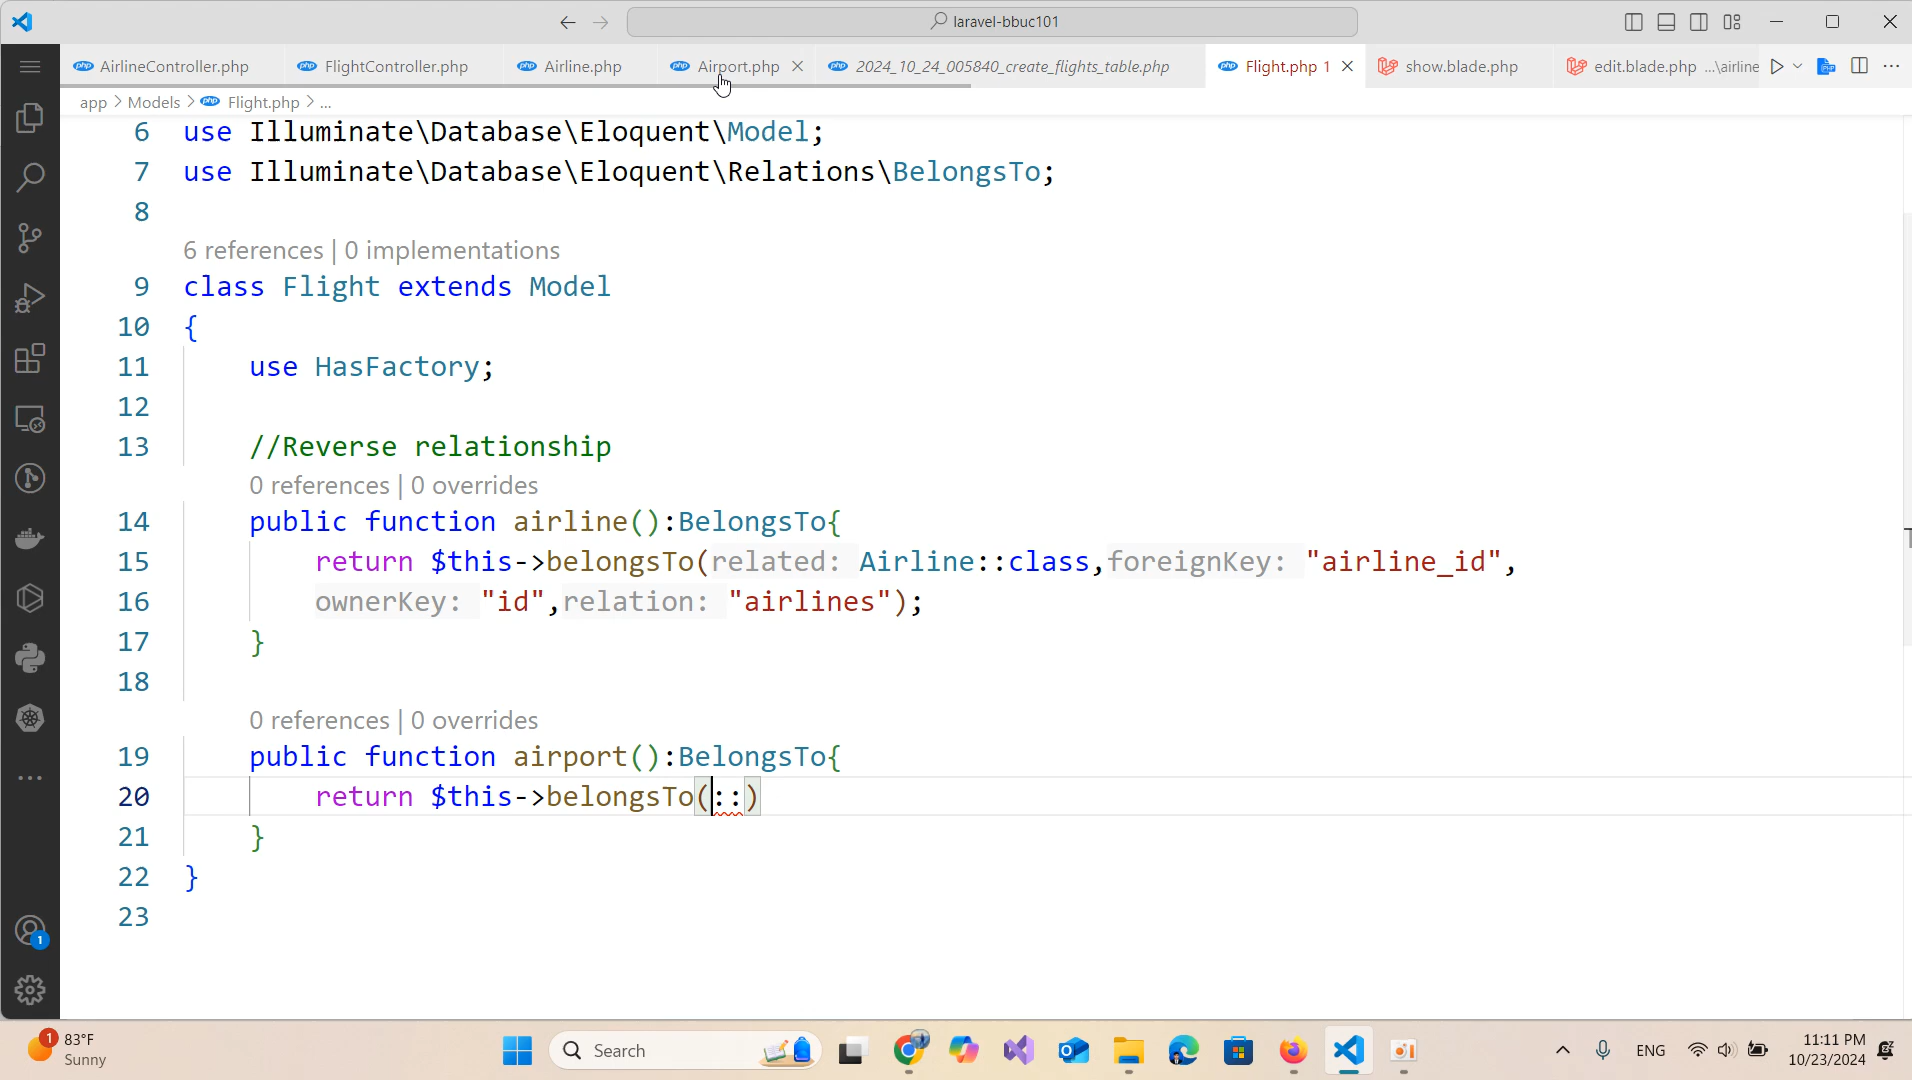 laravel-bbuc101
AirlineController.php
FlightController.php
Airline.php
Airport.php
2024_10_24_005840_create_flights_table.php
Flight.php 1
show.blade.php
edit.blade.php ...\airline
app > Models > Flight.php > ...
6 use Illuminate\Database\Eloquent\Model;
7 use Illuminate\Database\Eloquent\Relations\BelongsTo;
8
6 references | 0 implementations
9 class Flight extends Model
10 {
11 use HasFactory;
12
13 //Reverse relationship
0 references | 0 overrides
14 public function airline():BelongsTo{
15 return $this->belongsTo(related: Airline::class,foreignKey: "airline_id",
16 ownerKey: "id",relation: "airlines");
17 }
18
0 references | 0 overrides
19 public function airport():BelongsTo{
20 return $this->belongsTo(::)
21 }
22 }
23
1
1
83°F
Sunny
Search
ENG
11:11 PM
10/23/2024